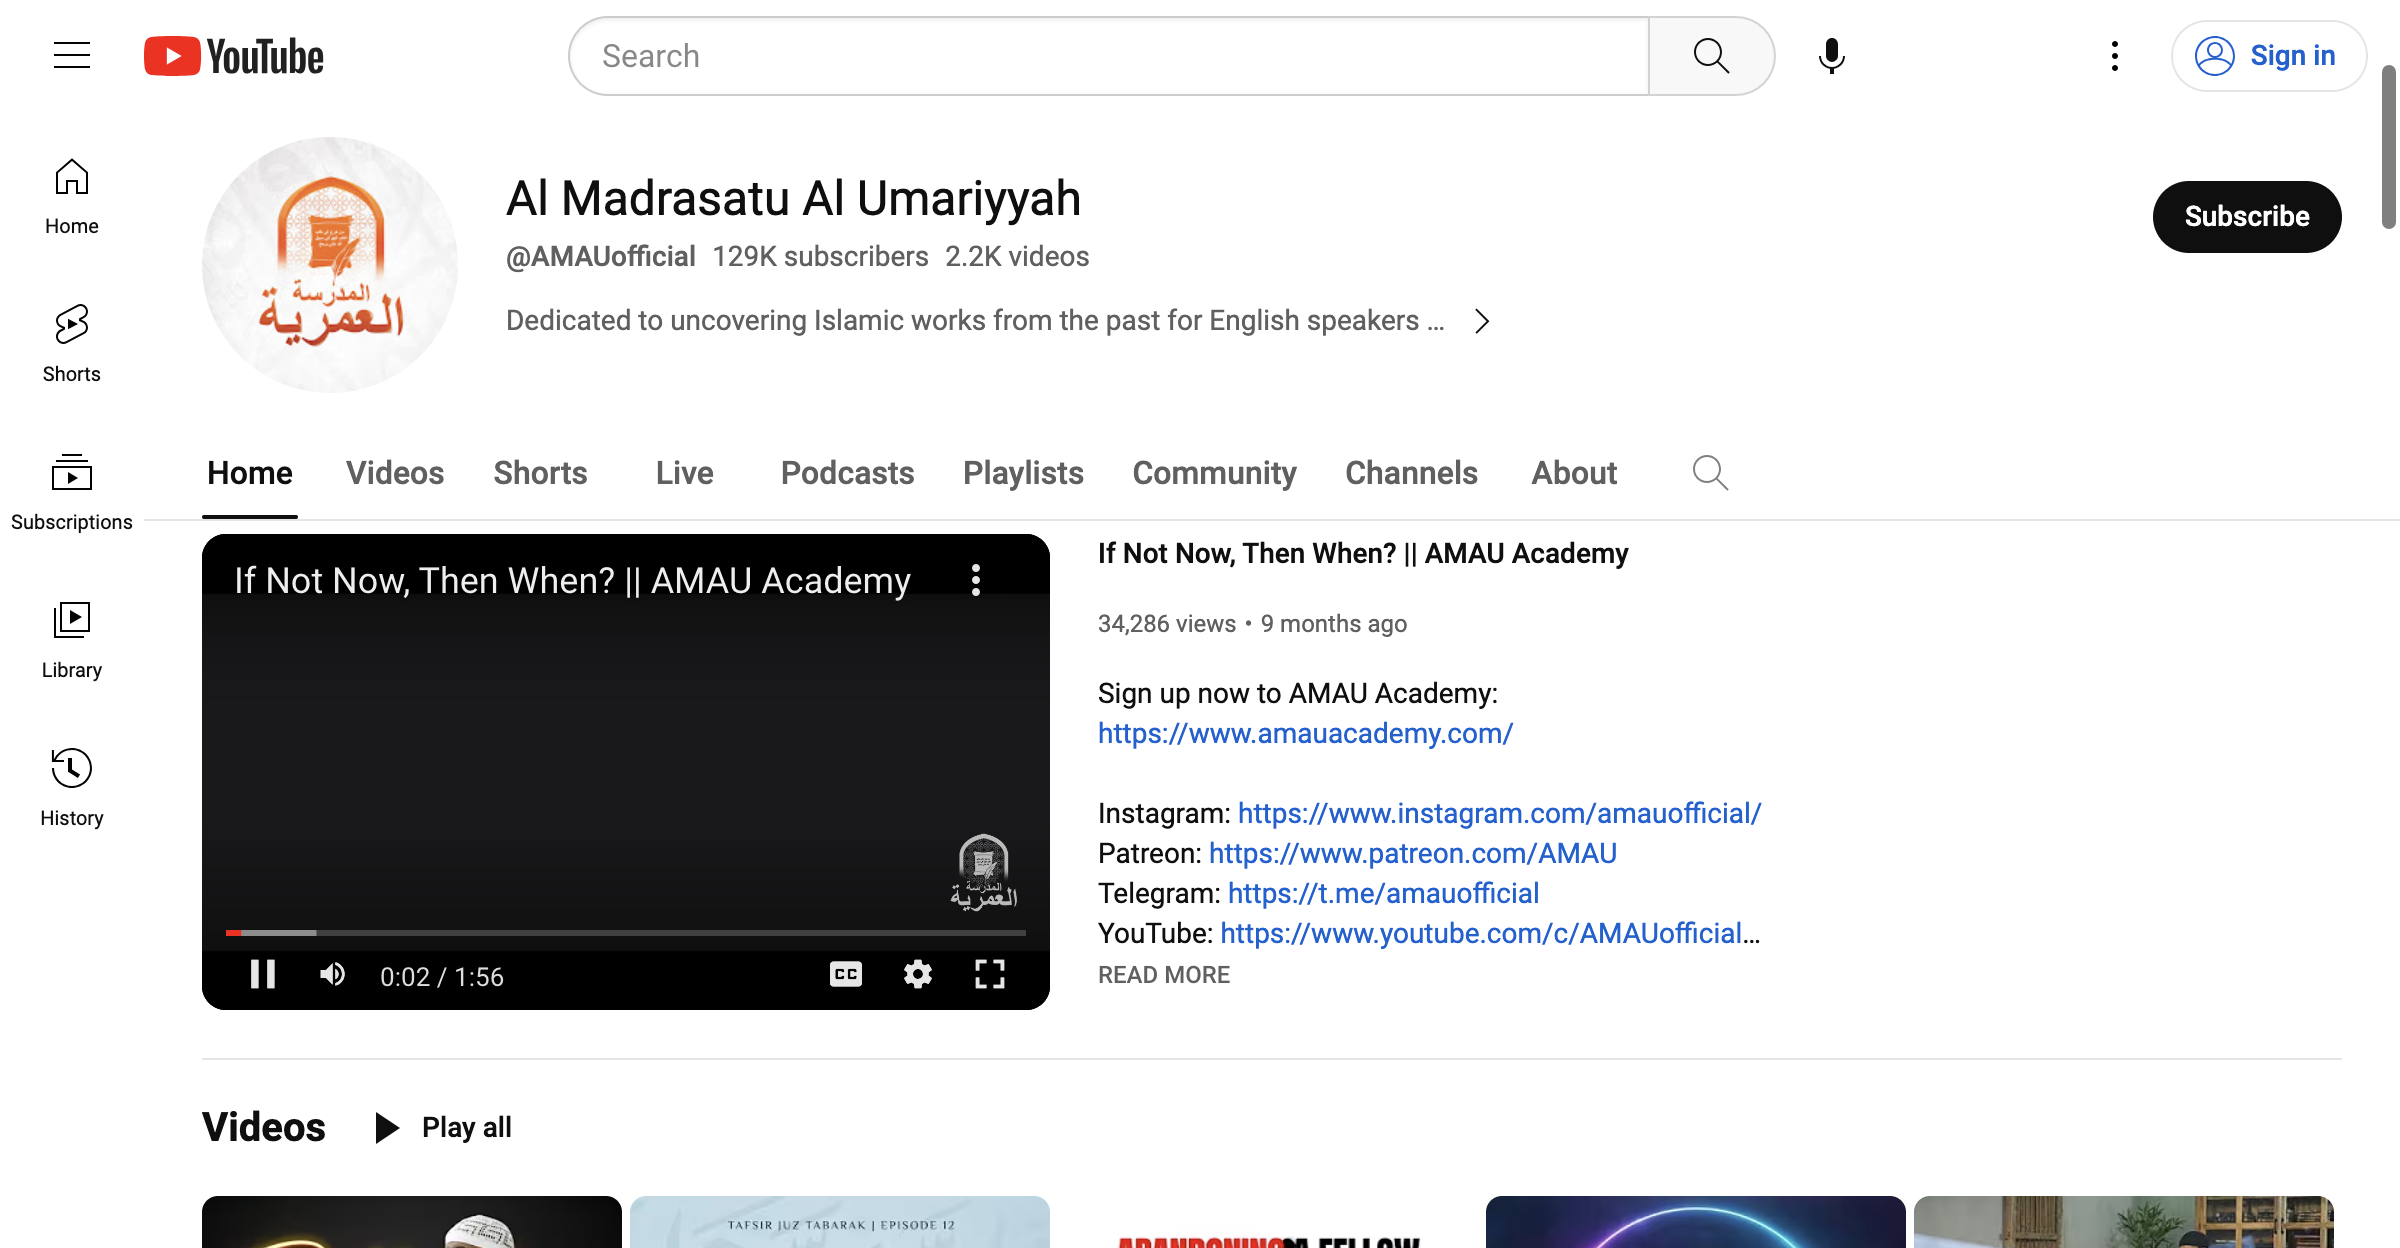 YouTube
Search
Sign in
Home
Shorts
Subscriptions
Library
History
المدرسة
العمرية
Al Madrasatu Al Umariyyah
@AMAUofficial 129K subscribers 2.2K videos
Dedicated to uncovering Islamic works from the past for English speakers ...
Subscribe
Home Videos Shorts Live Podcasts Playlists Community Channels About
If Not Now, Then When? || AMAU Academy
المدرسة
العمرية
0:02 / 1:56
CC
If Not Now, Then When? || AMAU Academy
34,286 views • 9 months ago
Sign up now to AMAU Academy:
https://www.amauacademy.com/
Instagram: https://www.instagram.com/amauofficial/
Patreon: https://www.patreon.com/AMAU
Telegram: https://t.me/amauofficial
YouTube: https://www.youtube.com/c/AMAUofficial...
READ MORE
Videos Play all
TAFSIR JUZ TABARAK | EPISODE 12
ABANDONING A FELLOW